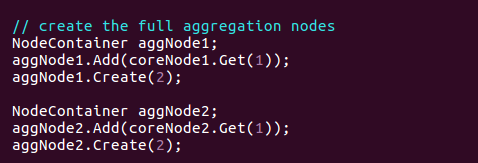 // create the full aggregation nodes
NodeContainer aggNode1;
aggNode1.Add(coreNode1.Get(1));
aggNode1.Create(2);

NodeContainer aggNode2;
aggNode2.Add(coreNode2.Get(1));
aggNode2.Create(2);